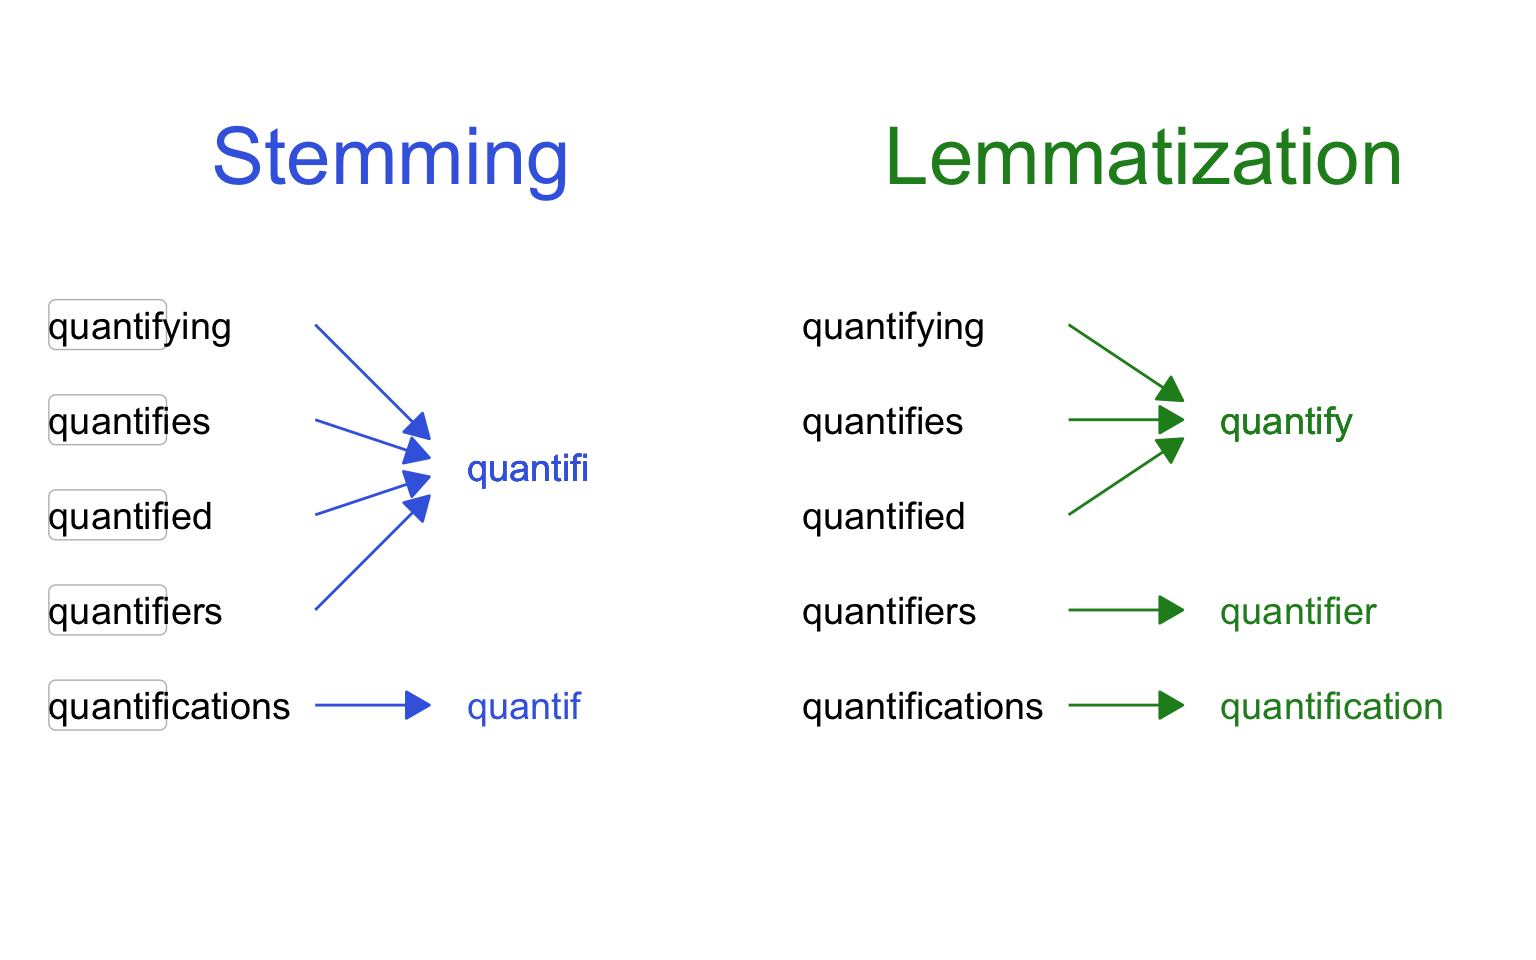 Stemming
quantifying
quantifies
quantified
quantifiers
quantifications
quantifi
quantif
Lemmatization
quantifying
quantifies
quantified
quantifiers
quantifications
quantify
quantifier
quantification